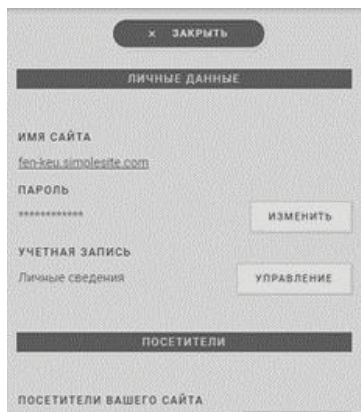 × ЗАКРЫТЬ
ЛИЧНЫЕ ДАННЫЕ
ИМЯ САЙТА
fen-keu.simplesite.com
ПАРОЛЬ
************
ИЗМЕНИТЬ
УЧЕТНАЯ ЗАПИСЬ
Личные сведения
УПРАВЛЕНИЕ
ПОСЕТИТЕЛИ
ПОСЕТИТЕЛИ ВАШЕГО САЙТА